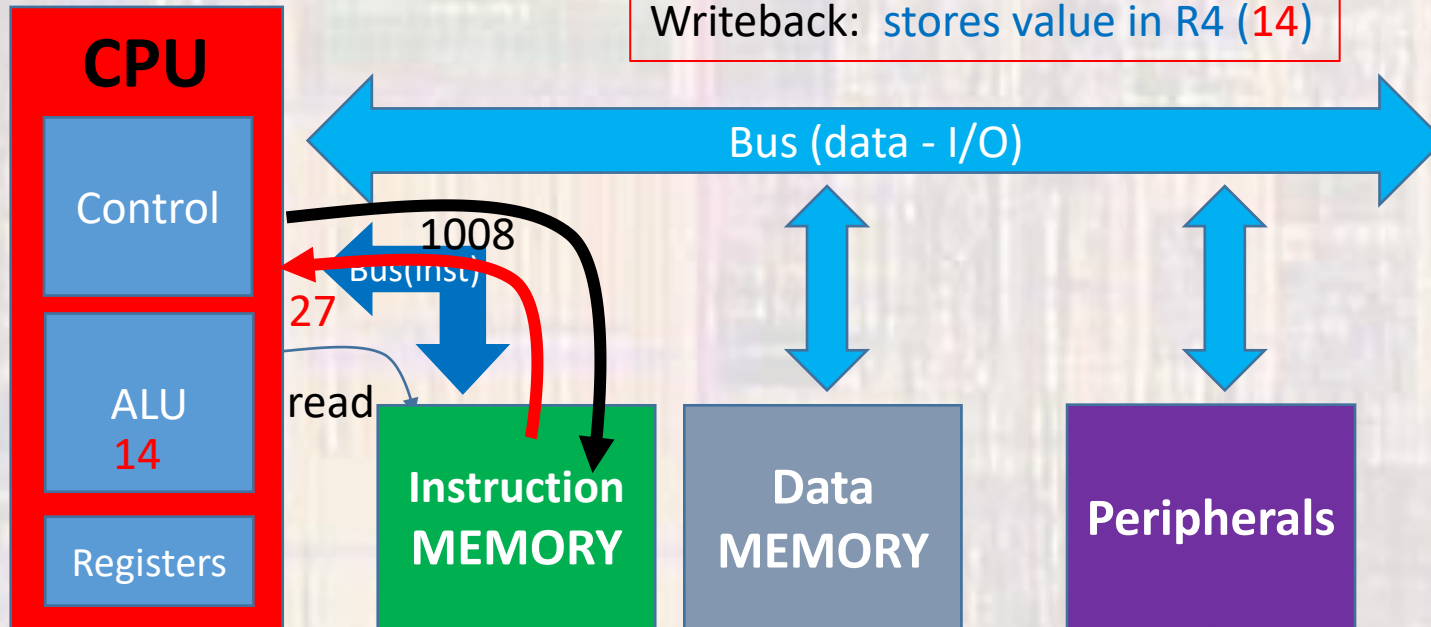 Writeback: stores value in R4 (14)
CPU
Bus (data - I/O)
Control
1008
Bus(inst)
27
ALU
14
read
Instruction
MEMORY
Data
MEMORY
Peripherals
Registers